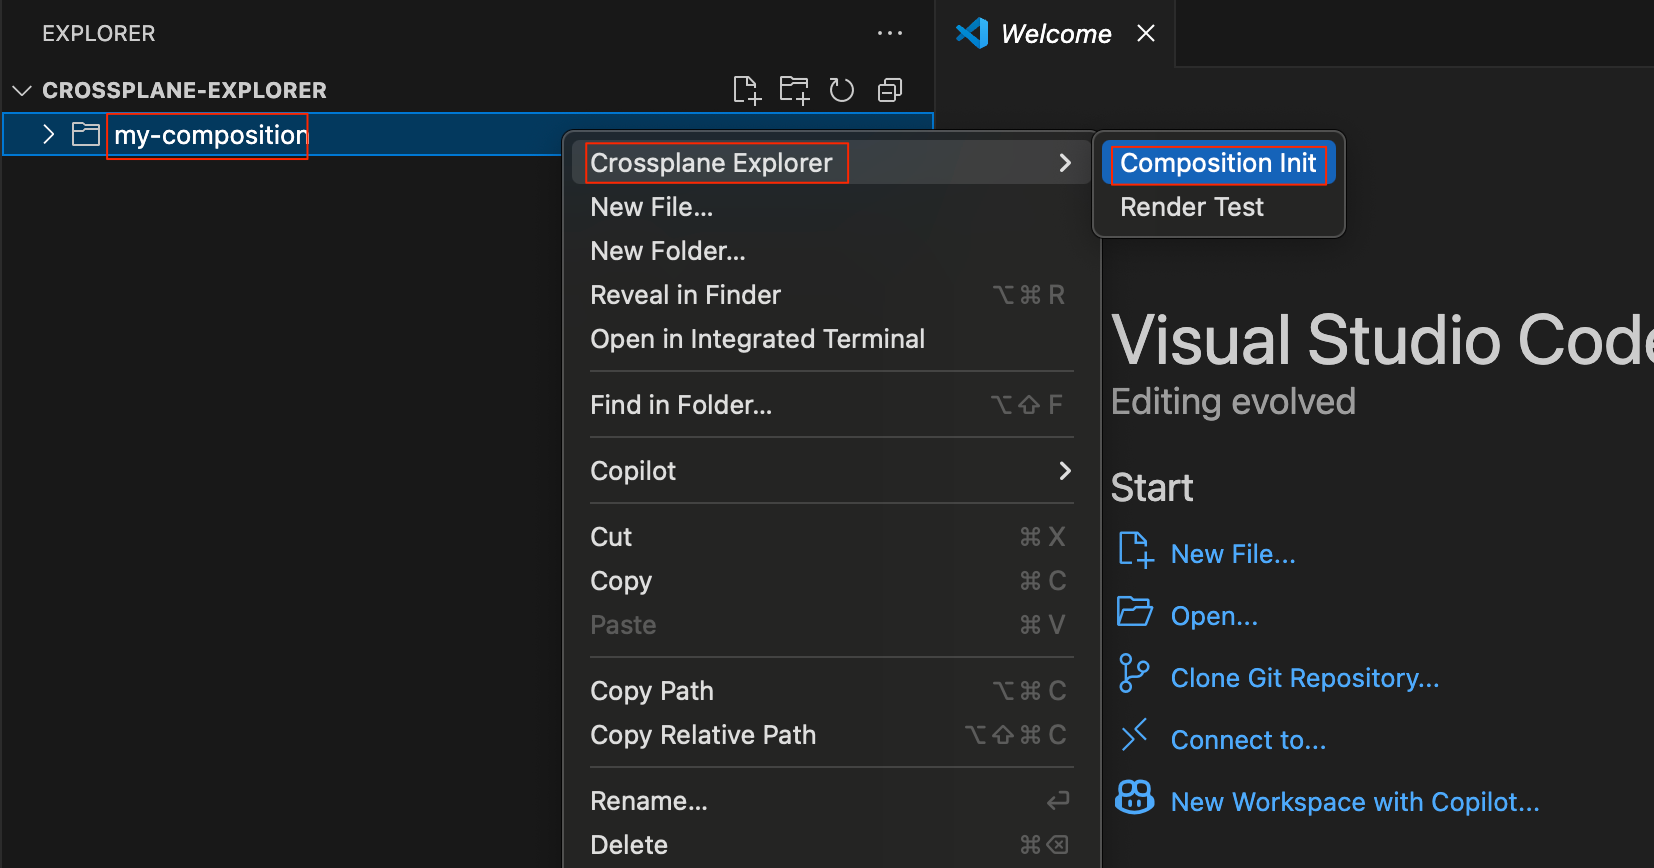 EXPLORER
CROSSPLANE-EXPLORER
my-composition
Welcome
Crossplane Explorer
New File...
New Folder...
Reveal in Finder ⌥⌘R
Open in Integrated Terminal
Find in Folder... ⌥⇧F
Copilot
Cut ⌘X
Copy ⌘C
Paste ⌘V
Copy Path ⌥⌘C
Copy Relative Path ⌥⇧⌘C
Rename... ↩
Delete ⌘⌫
Composition Init
Render Test
Visual Studio Code
Editing evolved
Start
New File...
Open...
Clone Git Repository...
Connect to...
New Workspace with Copilot...